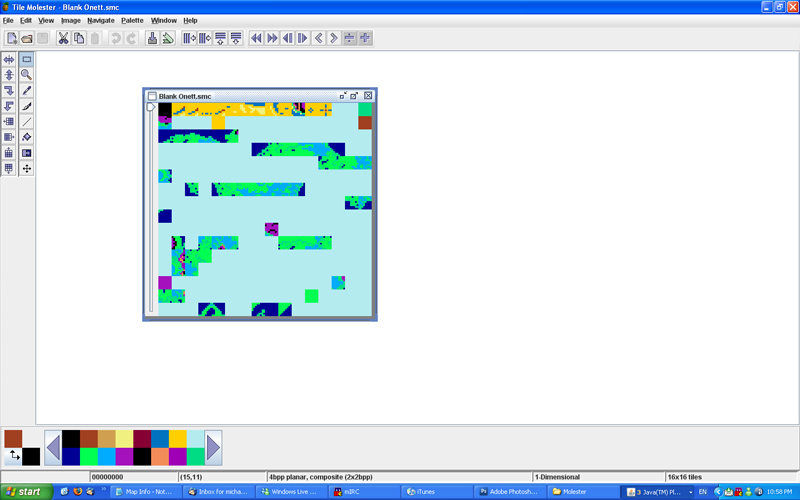 Tile Molester - Blank Onett.smc
File Edit View Image Navigate Palette Window Help
Blank Onett.smc
00000000 (15,11) 4bpp planar, composite (2x2bpp) 1-Dimensional 16x16 tiles
start Map Info - Not... Inbox for micha... Windows Live ... mIRC iTunes Adobe Photosh... Molester 3 Java(TM) Pl... EN 10:58 PM